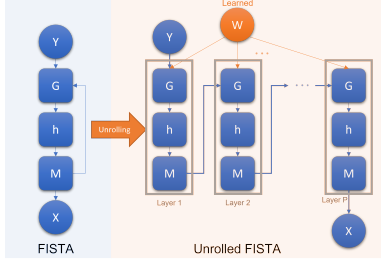 Learned
Y
Y
W
...
G
G
G
G
...
Unrolling
h
h
h
h
M
M
M
M
Layer 1
Layer 2
Layer P
X
X
FISTA
Unrolled FISTA